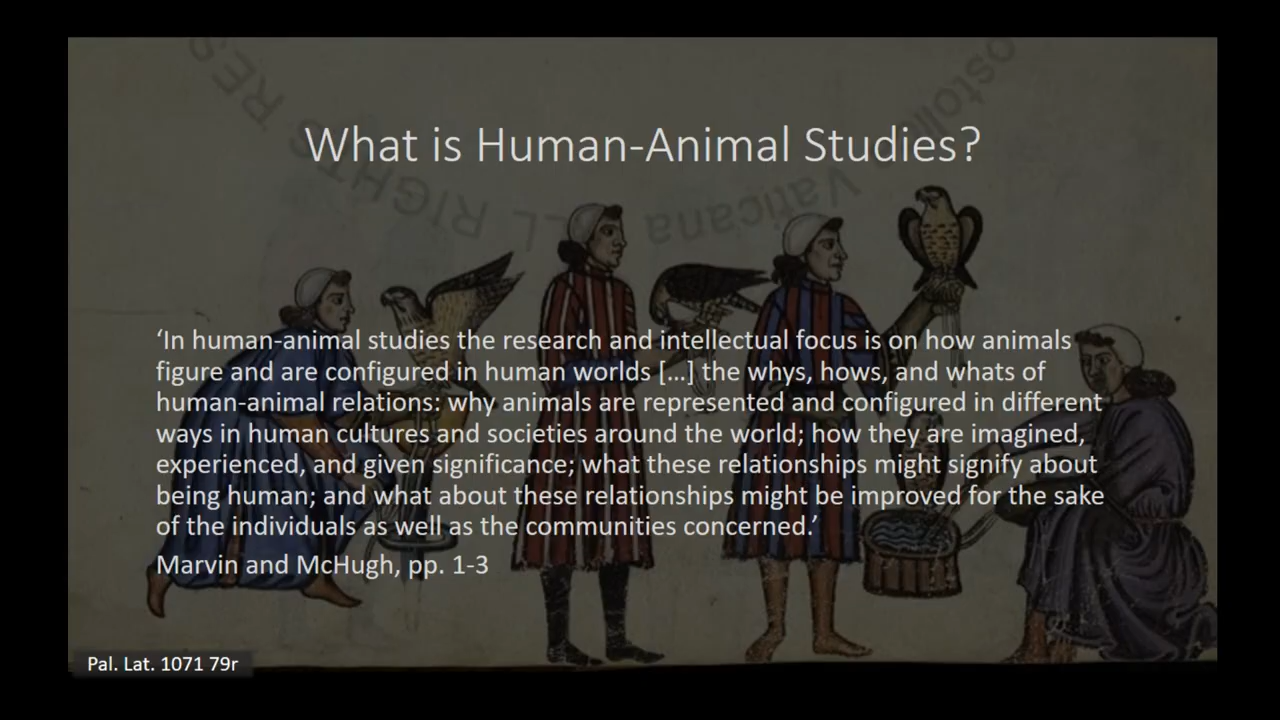 What is Human-Animal Studies?
‘In human-animal studies the research and intellectual focus is on how animals
figure and are configured in human worlds […] the whys, hows, and whats of
human-animal relations: why animals are represented and configured in different
ways in human cultures and societies around the world; how they are imagined,
experienced, and given significance; what these relationships might signify about
being human; and what about these relationships might be improved for the sake
of the individuals as well as the communities concerned.’
Marvin and McHugh, pp. 1-3
Pal. Lat. 1071 79r
Vaticana
RIGHTS RES